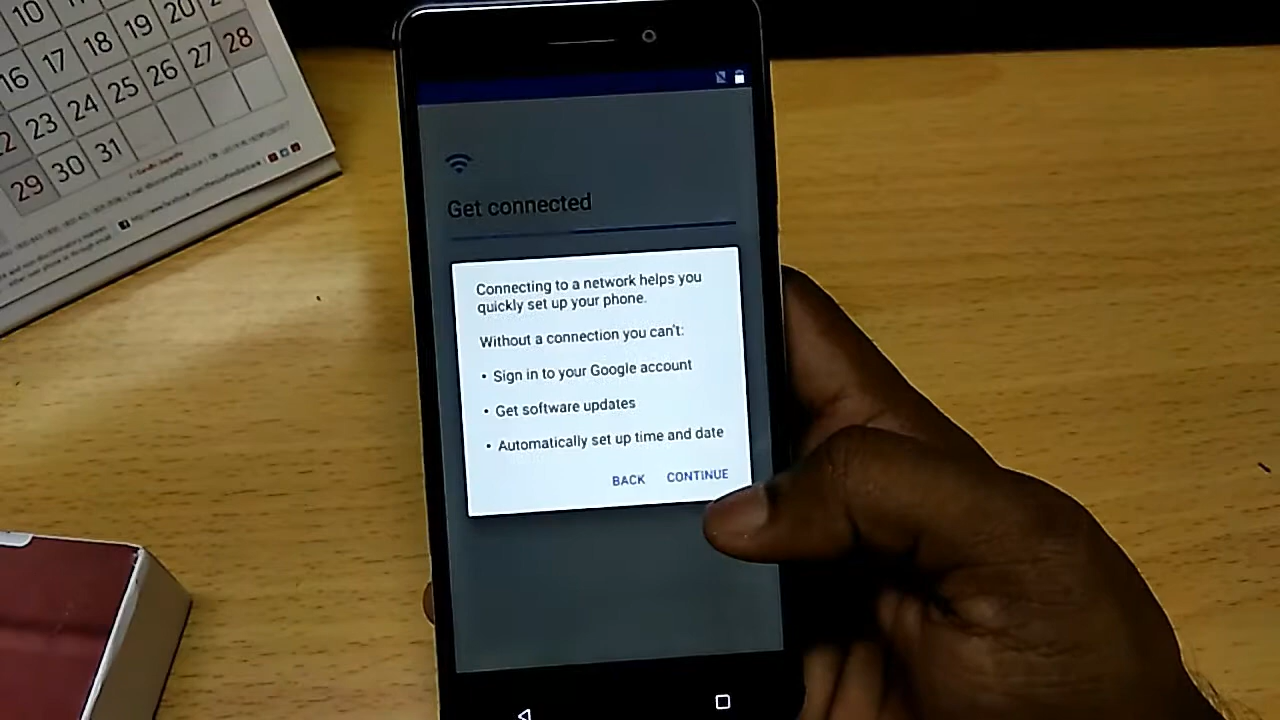 10
16 17 18 19 20
23 24 25 26 27 28
29 30 31
Get connected
Connecting to a network helps you
quickly set up your phone.
Without a connection you can't:
• Sign in to your Google account
• Get software updates
• Automatically set up time and date
BACK CONTINUE